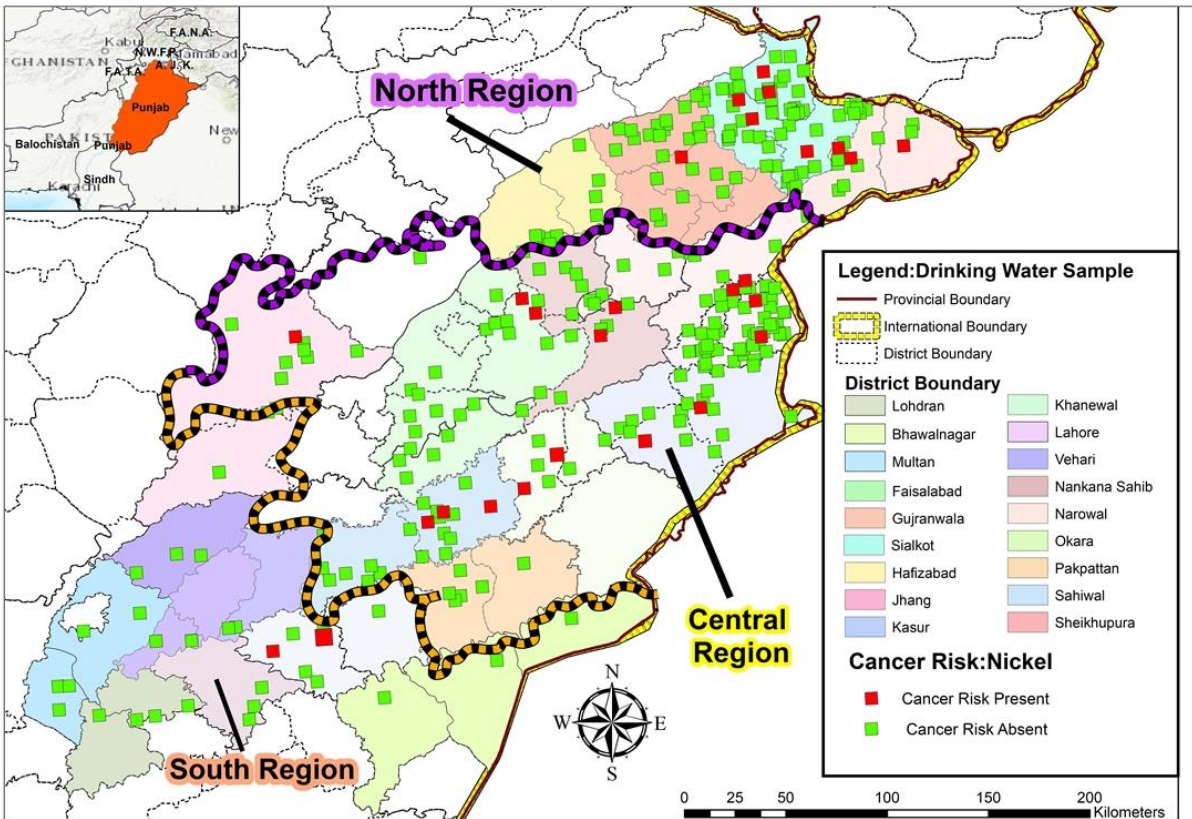 F.A.N.A.
Kabul
N.W.F.P.
Islamabad
GHANISTAN
A. J. K.
F.A.T.A.
Punjab
New
PAKIST
Balochistan
Punjab
Sindh
Karachi
North Region
Legend:Drinking Water Sample
Provincial Boundary
International Boundary
District Boundary
District Boundary
Lohdran
Bhawalnagar
Multan
Faisalabad
Gujranwala
Sialkot
Hafizabad
Jhang
Kasur
Khanewal
Lahore
Vehari
Nankana Sahib
Narowal
Okara
Pakpattan
Sahiwal
Sheikhupura
Cancer Risk:Nickel
Cancer Risk Present
Cancer Risk Absent
Central
Region
South Region
N
W
E
S
0 25 50 100 150 200
Kilometers